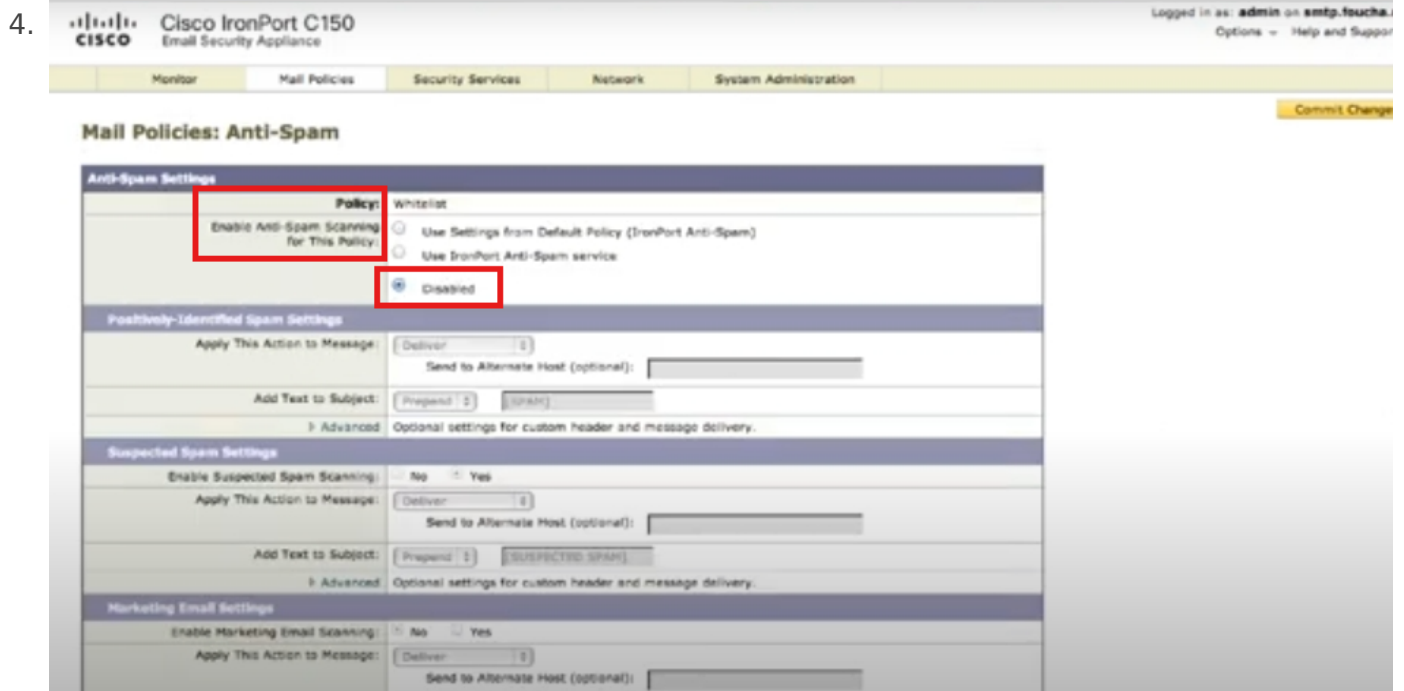 4.
CISCO
Cisco IronPort C150
Email Security Appliance
Logged in as: admin on smtp.foucha.
Options Help and Suppor
Monitor Mail Policies Security Services Network System Administration
Commit Change
Mail Policies: Anti-Spam
Anti-Spam Settings
Policy: Whitelist
Enable Anti-Spam Scanning for This Policy:
Use Settings from Default Policy (IronPort Anti-Spam)
Use IronPort Anti-Spam service
Disabled
Positively-Identified Spam Settings
Apply This Action to Message: Deliver
Send to Alternate Host (optional):
Add Text to Subject: Prepend [SPAM]
Advanced Optional settings for custom header and message delivery.
Suspected Spam Settings
Enable Suspected Spam Scanning: No Yes
Apply This Action to Message: Deliver
Send to Alternate Host (optional):
Add Text to Subject: Prepend [SUSPECTED SPAM]
Advanced Optional settings for custom header and message delivery.
Marketing Email Settings
Enable Marketing Email Scanning: No Yes
Apply This Action to Message: Deliver
Send to Alternate Host (optional):